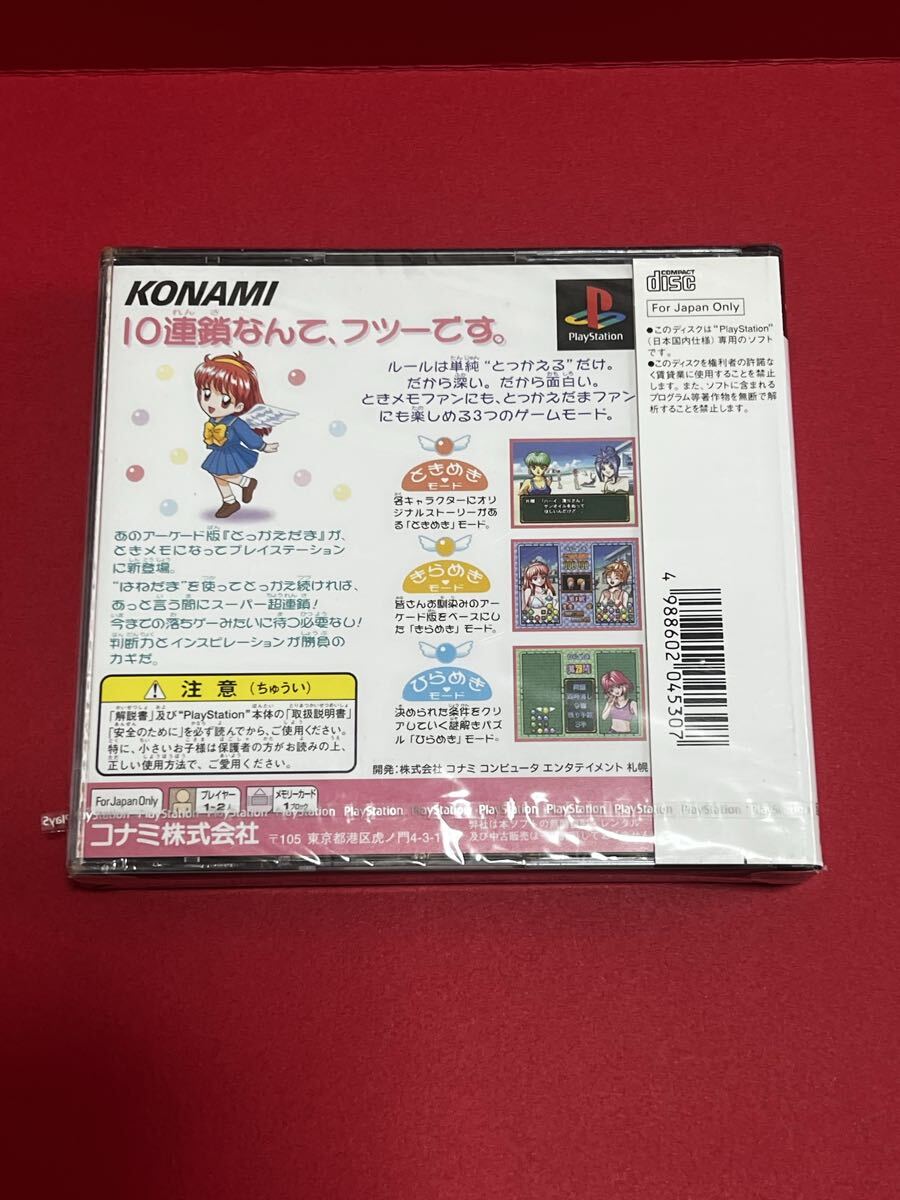 KONAMI
10連鎖なんて、フツーです。
PlayStation
ルールは単純“とっかえる”だけ。
だから深い。だから面白い。
ときメモファンにも、とっかえだまファン
にも楽しめる3つのゲームモード。
ときめき
モード
各キャラクターにオリ
ジナルストーリーがあ
る「ときめき」モード。
きらめき
モード
皆さんお馴染みのアー
ケード版をベースにし
た「きらめき」モード。
ひらめき
モード
決められた条件をクリ
アしていく謎解きパズ
ル「ひらめき」モード。
あのアーケード版『とっかえだま』が、
ときメモになってプレイステーション
に新登場。
“はねだま”を使ってとっかえ続ければ、
あっと言う間にスーパー超連鎖!
今までの落ちゲーみたいに待つ必要なし!
判断力とインスピレーションが勝負の
カギだ。
注意(ちゅうい)
「解説書」及び“PlayStation”本体の「取扱説明書」
「安全のために」を必ず読んでから、ご使用ください。
特に、小さいお子様は保護者の方がお読みの上、
正しい使用方法で、ご愛用ください。
開発:株式会社 コナミ コンピュータ エンタテイメント 札幌
For Japan Only
プレイヤー
1~2人
メモリーカード
1ブロック
PlayStation PlayStation PlayStation PlayStation PlayStation PlayStation
コナミ株式会社
〒105 東京都港区虎ノ門4-3-1
COMPACT
disc
For Japan Only
●このディスクは“PlayStation”
(日本国内仕様)専用のソフト
です。
●このディスクを権利者の許諾な
く賃貸業に使用することを禁止
します。また、ソフトに含まれる
プログラム等著作物を無断で解
析することを禁止します。
4 988602 045307